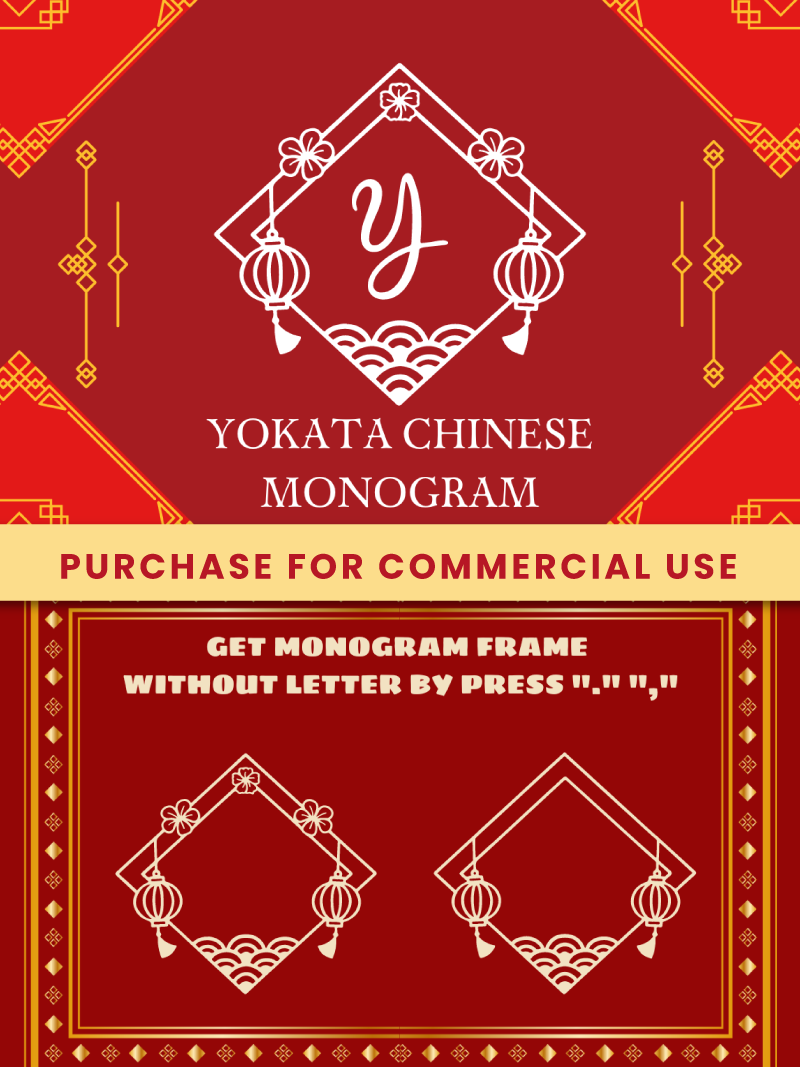 y
YOKATA CHINESE
MONOGRAM
PURCHASE FOR COMMERCIAL USE
GET MONOGRAM FRAME
WITHOUT LETTER BY PRESS "." ","